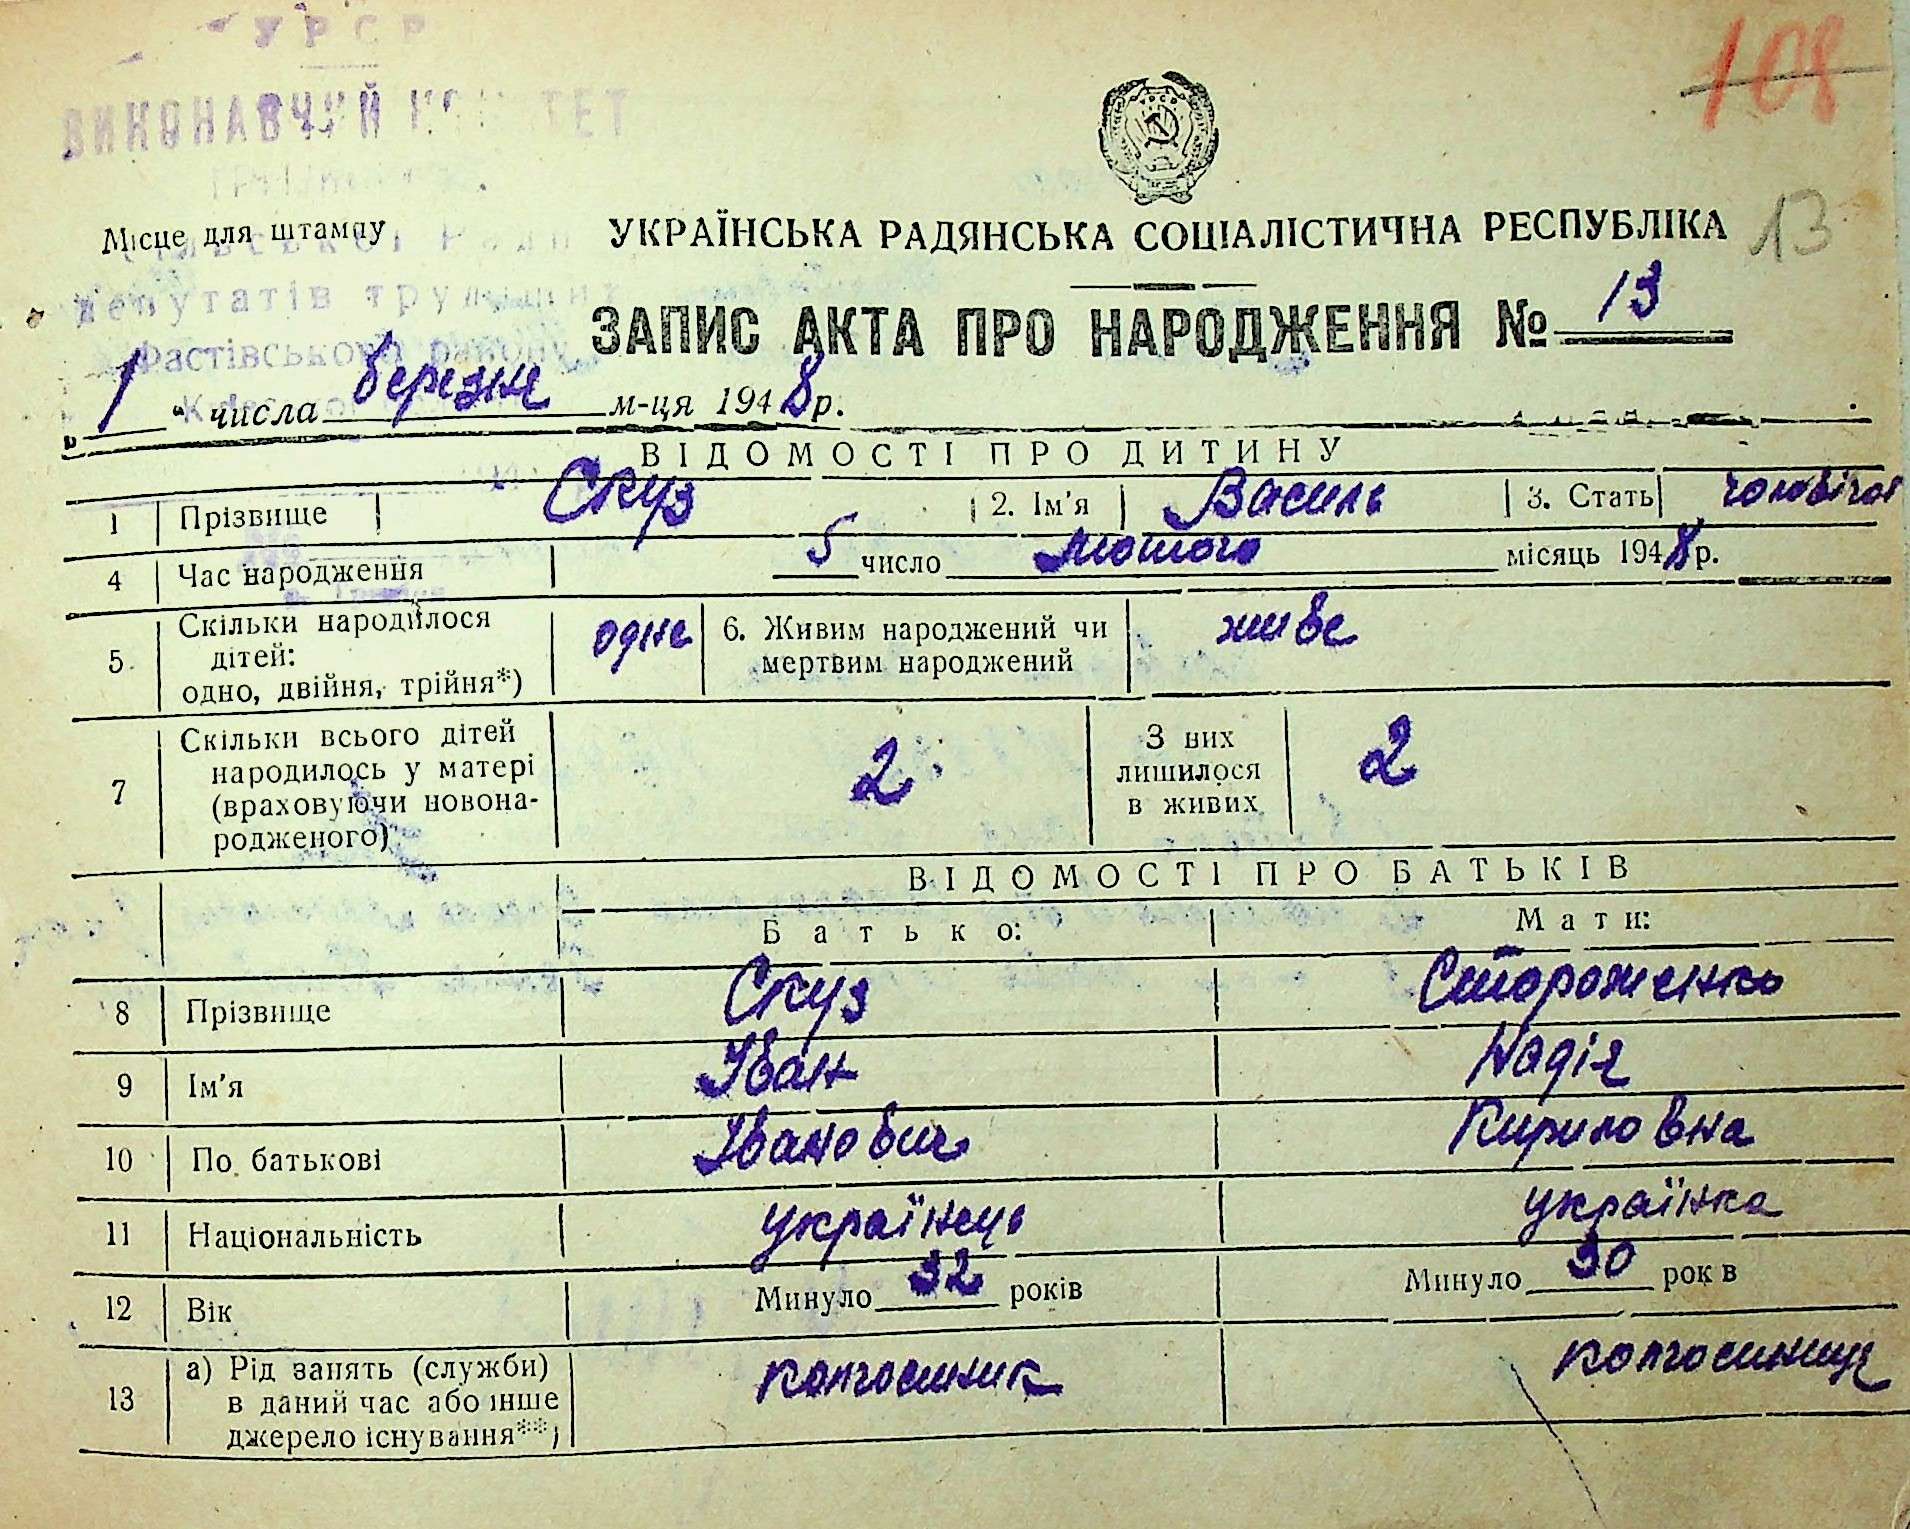 УРСР
108
ВИКОНАВЧИЙ КОМІТЕТ
Місце для штампу
УКРАЇНСЬКА РАДЯНСЬКА СОЦІАЛІСТИЧНА РЕСПУБЛІКА
13
депутатів трудящих
ЗАПИС АКТА ПРО НАРОДЖЕННЯ № 13
Фастівського району
1 " числа березня м-ця 1948 р.
ВІДОМОСТІ ПРО ДИТИНУ
1 Прізвище Скуз 2. Ім'я Василь 3. Стать чоловіча
4 Час народження 5 число лютого місяць 1948 р.
5 Скільки народилося дітей: одно, двійня, трійня*) одне 6. Живим народжений чи мертвим народжений живе
7 Скільки всього дітей народилось у матері (враховуючи новонародженого) 2 З них лишилося в живих 2
ВІДОМОСТІ ПРО БАТЬКІВ
Батько: Мати:
8 Прізвище Скуз Стороженко
9 Ім'я Іван Надія
10 По батькові Іванович Кириловна
11 Національність українець українка
12 Вік Минуло 32 років Минуло 30 рок в
13 а) Рід занять (служби) в даний час або інше джерело існування**) колгоспник колгоспниця